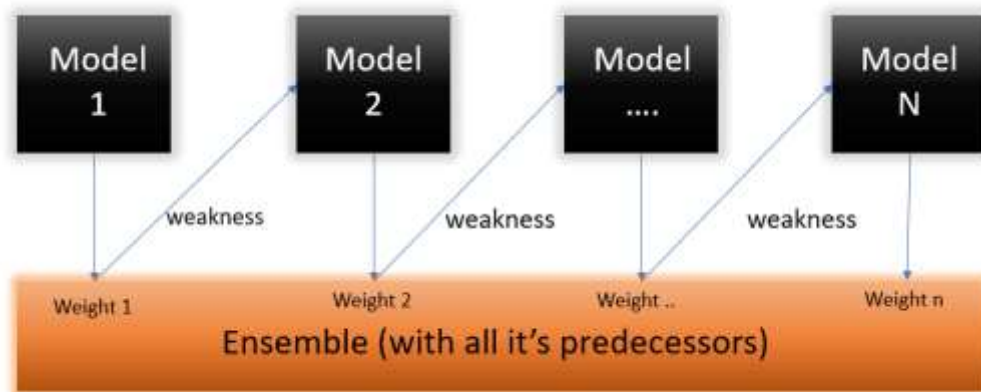 Model
1
Model
2
Model
....
Model
N
weakness
weakness
weakness
Weight 1
Weight 2
Weight ..
Weight n
Ensemble (with all it's predecessors)